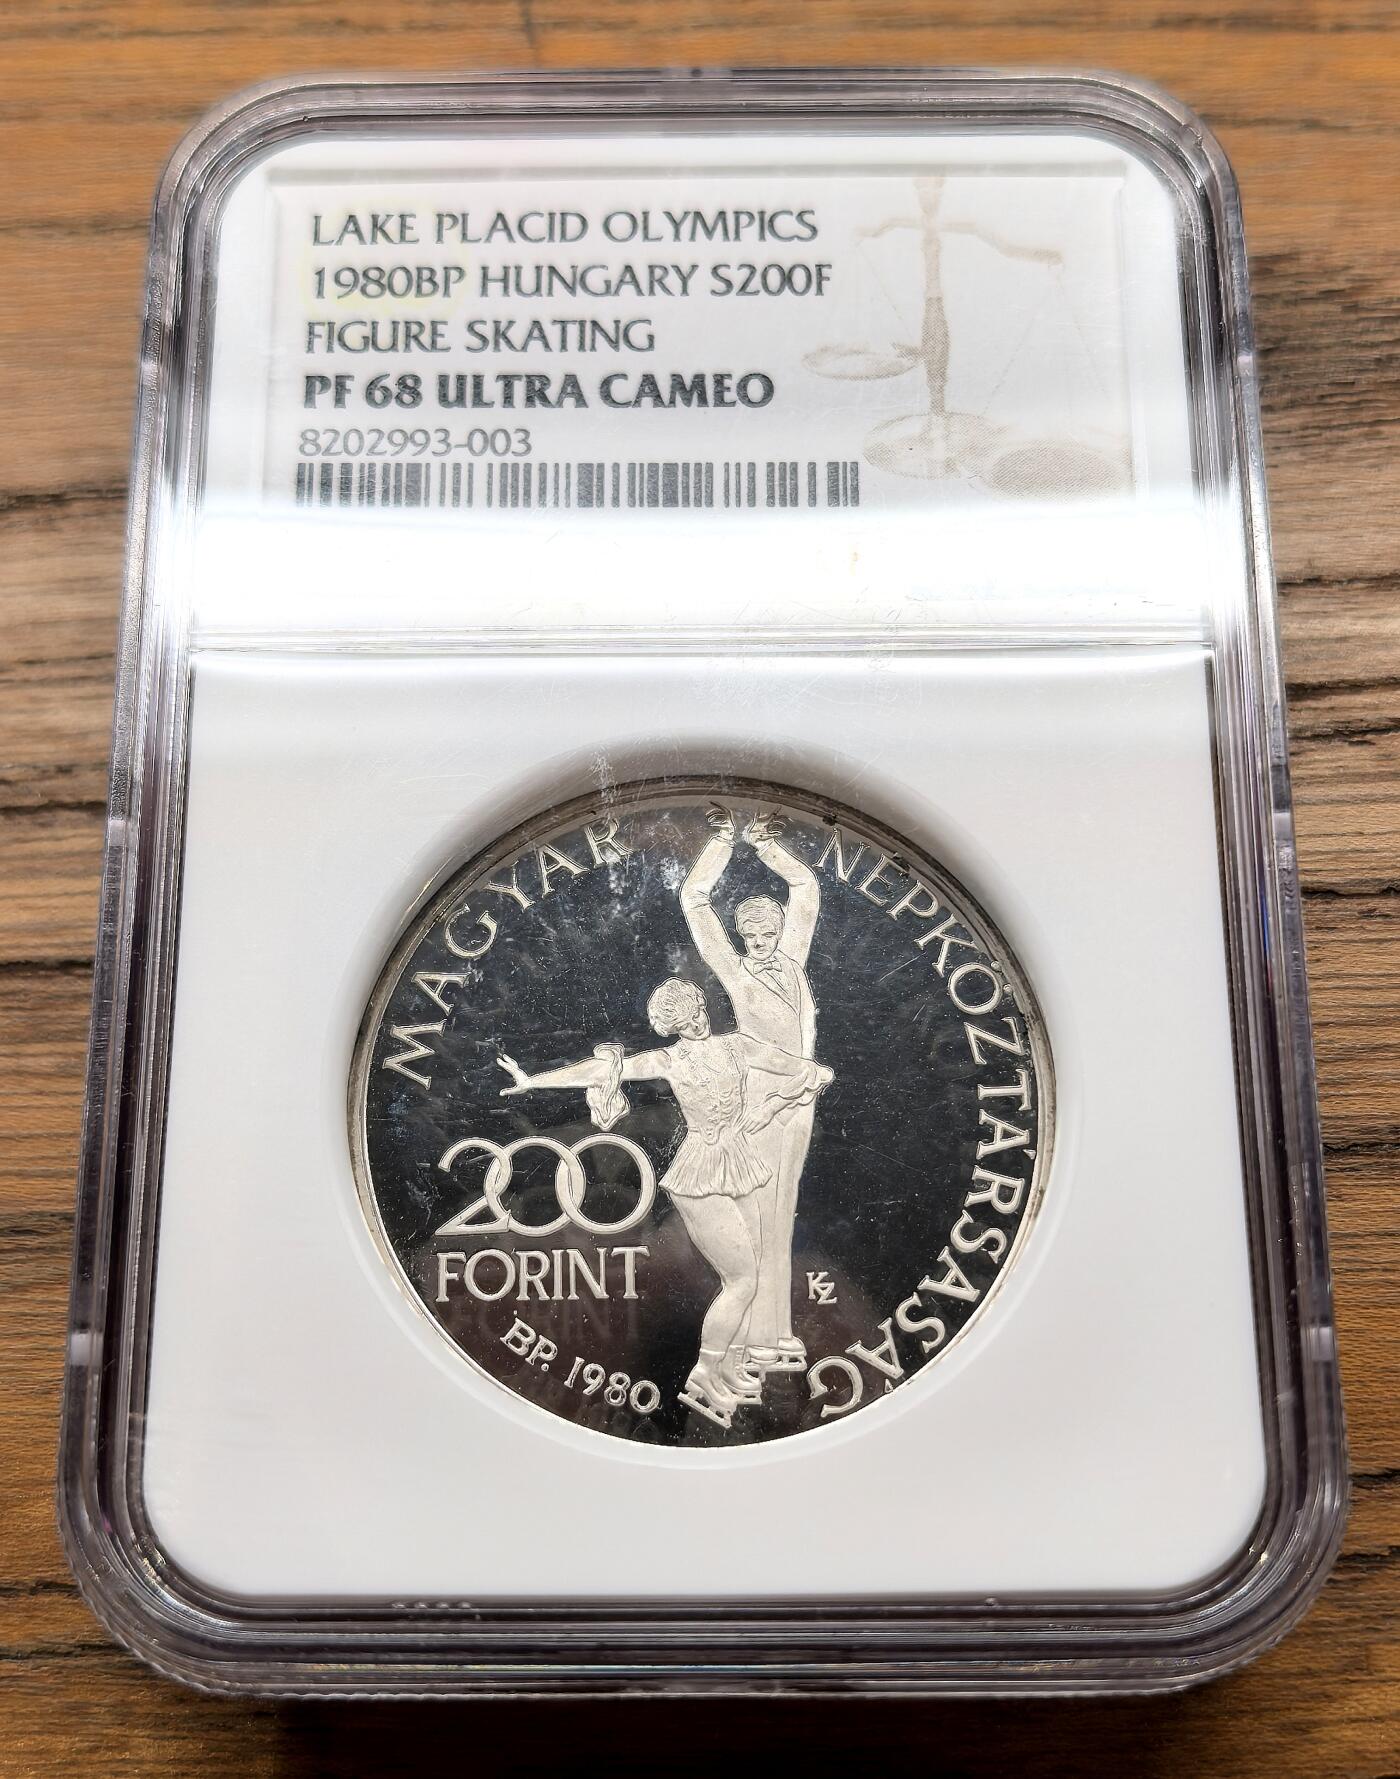 LAKE PLACID OLYMPICS
1980BP HUNGARY S200F
FIGURE SKATING
PF 68 ULTRA CAMEO
8202993-003
MAGYAR NÉPKÖZTÁRSASÁG
200
FORINT
BP. 1980
KZ